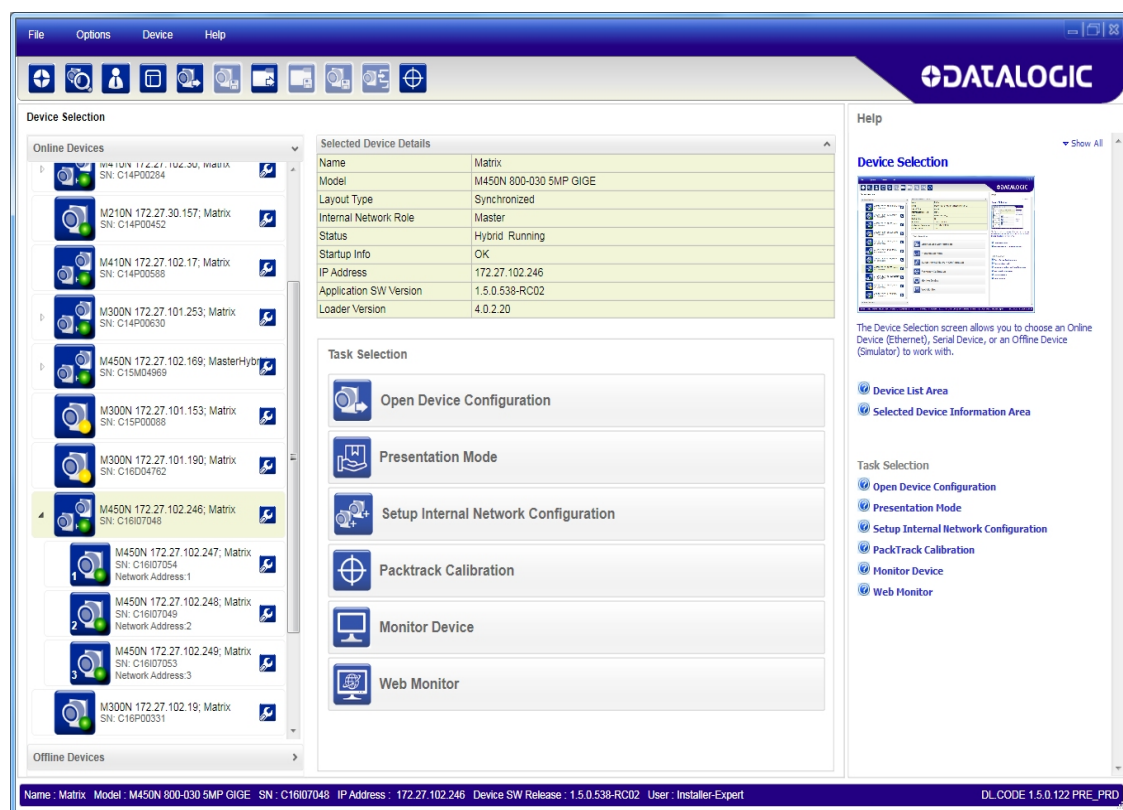 File Options Device Help
DATALOGIC
Device Selection
Online Devices
M410N 172.27.102.30; Matrix
SN: C14P00284
M210N 172.27.30.157; Matrix
SN: C14P00452
M410N 172.27.102.17; Matrix
SN: C14P00588
M300N 172.27.101.253; Matrix
SN: C14P00630
M450N 172.27.102.169; MasterHybr
SN: C15M04969
M300N 172.27.101.153; Matrix
SN: C15P00088
M300N 172.27.101.190; Matrix
SN: C16D04762
M450N 172.27.102.246; Matrix
SN: C16I07048
M450N 172.27.102.247; Matrix
SN: C16I07054
1 Network Address:1
M450N 172.27.102.248; Matrix
SN: C16I07049
2 Network Address:2
M450N 172.27.102.249; Matrix
SN: C16I07053
3 Network Address:3
M300N 172.27.102.19; Matrix
SN: C16P00331
Offline Devices
Selected Device Details
Name Matrix
Model M450N 800-030 5MP GIGE
Layout Type Synchronized
Internal Network Role Master
Status Hybrid Running
Startup Info OK
IP Address 172.27.102.246
Application SW Version 1.5.0.538-RC02
Loader Version 4.0.2.20
Task Selection
Open Device Configuration
Presentation Mode
Setup Internal Network Configuration
Packtrack Calibration
Monitor Device
Web Monitor
Help
Show All
Device Selection
DATALOGIC
The Device Selection screen allows you to choose an Online
Device (Ethernet), Serial Device, or an Offline Device
(Simulator) to work with.
Device List Area
Selected Device Information Area
Task Selection
Open Device Configuration
Presentation Mode
Setup Internal Network Configuration
PackTrack Calibration
Monitor Device
Web Monitor
Name : Matrix Model : M450N 800-030 5MP GIGE SN : C16I07048 IP Address : 172.27.102.246 Device SW Release : 1.5.0.538-RC02 User : Installer-Expert DL.CODE 1.5.0.122 PRE_PRD